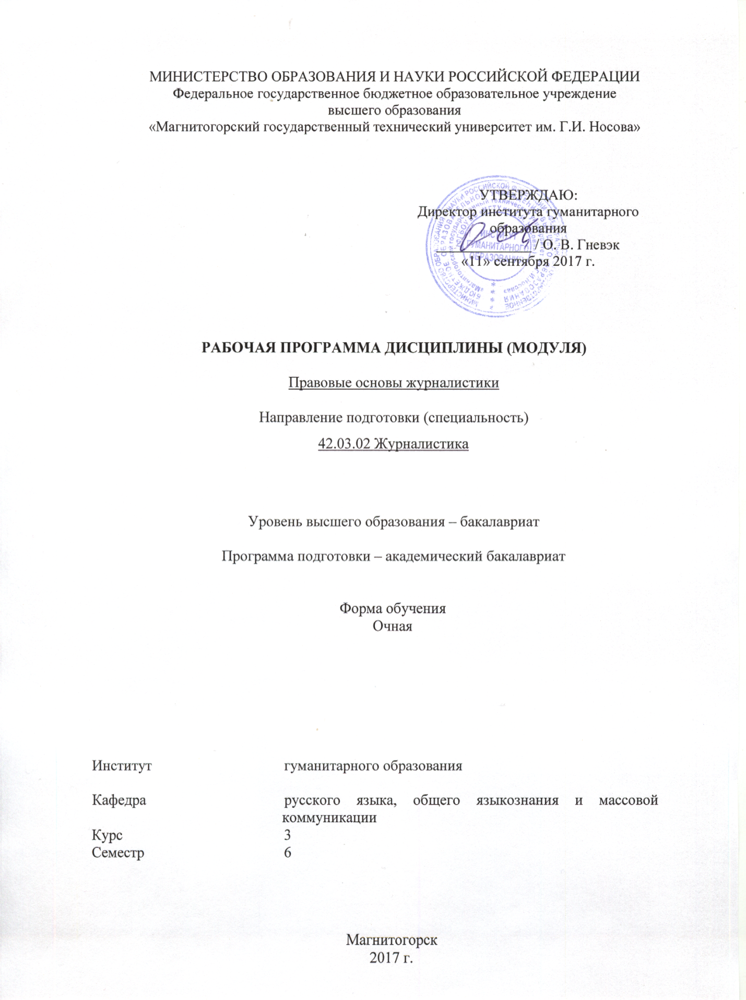 МИНИСТЕРСТВО ОБРАЗОВАНИЯ И НАУКИ РОССИЙСКОЙ ФЕДЕРАЦИИ
Федеральное государственное бюджетное образовательное учреждение
высшего образования
«Магнитогорский государственный технический университет им. Г.И. Носова»
УТВЕРЖДАЮ:
Директор института гуманитарного
образования
/ О. В. Гневэк
«11» сентября 2017 г.
ИНСТИТУТ
ГУМАНИТАРНОГО
ОБРАЗОВАНИЯ
РАБОЧАЯ ПРОГРАММА ДИСЦИПЛИНЫ (МОДУЛЯ)
Правовые основы журналистики
Направление подготовки (специальность)
42.03.02 Журналистика
Уровень высшего образования – бакалавриат
Программа подготовки – академический бакалавриат
Форма обучения
Очная
Институт гуманитарного образования
Кафедра русского языка, общего языкознания и массовой
коммуникации
Курс 3
Семестр 6
Магнитогорск
2017 г.